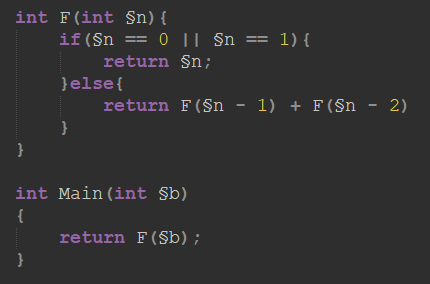 int F(int §n){
    if(§n == 0 || §n == 1){
        return §n;
    }else{
        return F(§n - 1) + F(§n - 2)
    }
}

int Main(int §b)
{
    return F(§b);
}